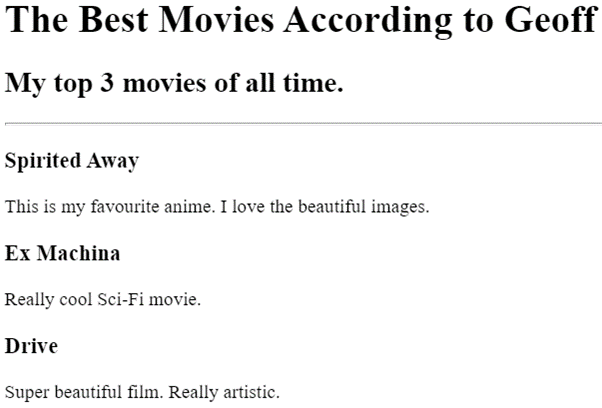 The Best Movies According to Geoff
My top 3 movies of all time.
Spirited Away
This is my favourite anime. I love the beautiful images.
Ex Machina
Really cool Sci-Fi movie.
Drive
Super beautiful film. Really artistic.